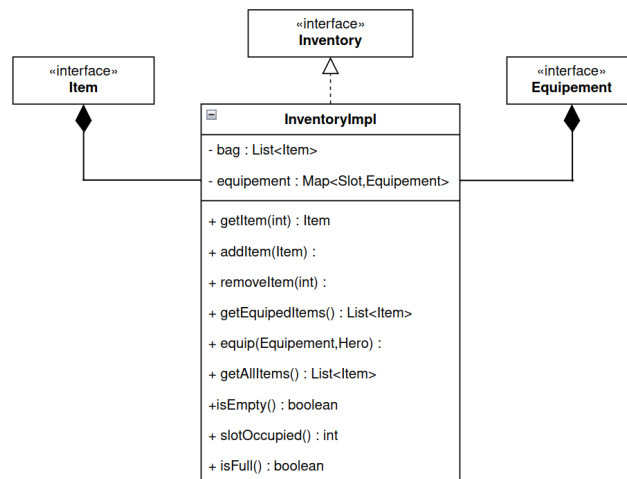 «interface»
Inventory
«interface»
Item
«interface»
Equipement
InventoryImpl
- bag : List<Item>
- equipement : Map<Slot,Equipement>
+ getItem(int) : Item
+ addItem(Item) :
+ removeItem(int) :
+ getEquipedItems() : List<Item>
+ equip(Equipement,Hero) :
+ getAllItems() : List<Item>
+isEmpty() : boolean
+ slotOccupied() : int
+ isFull() : boolean